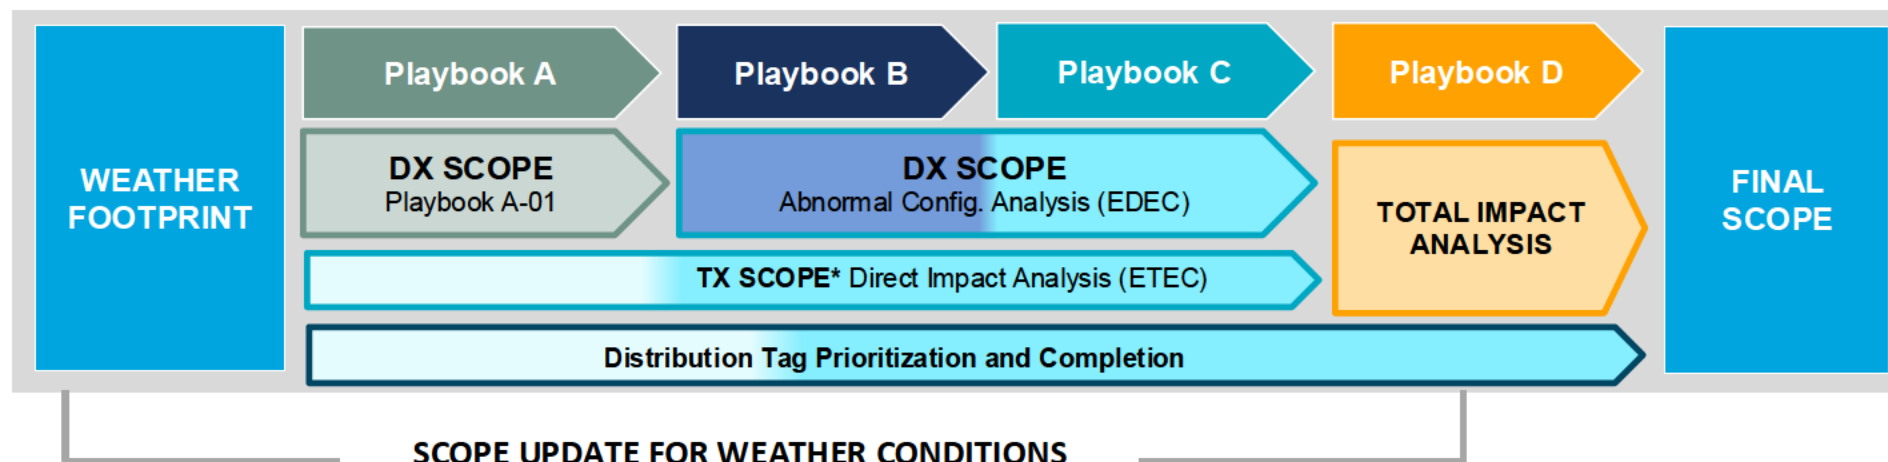 WEATHER
FOOTPRINT
Playbook A
Playbook B
Playbook C
Playbook D
DX SCOPE
Playbook A-01
DX SCOPE
Abnormal Config. Analysis (EDEC)
TX SCOPE* Direct Impact Analysis (ETEC)
TOTAL IMPACT
ANALYSIS
Distribution Tag Prioritization and Completion
FINAL
SCOPE
SCOPE UPDATE FOR WEATHER CONDITIONS